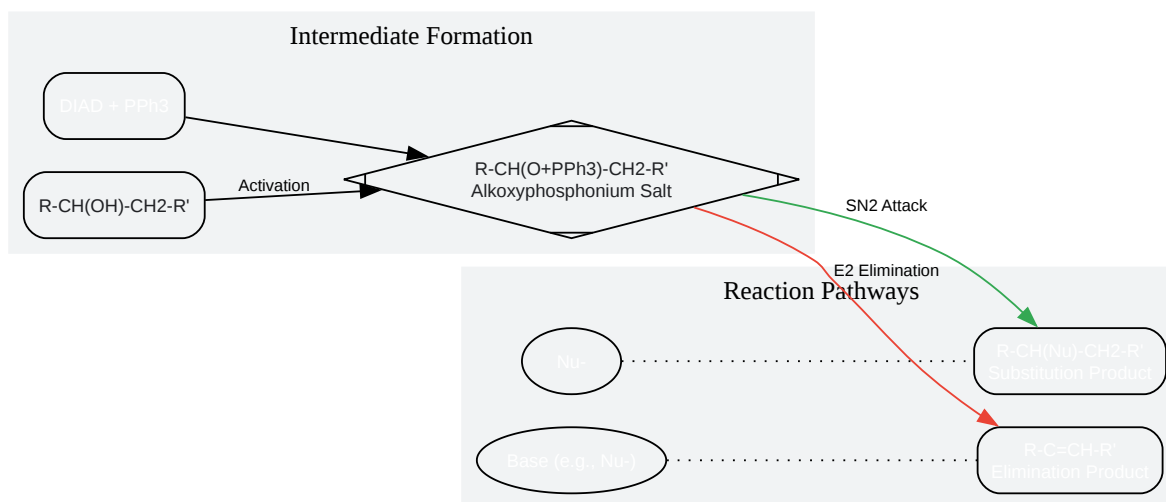 Intermediate Formation
DIAD + PPh3
R-CH(OH)-CH2-R'
Activation
R-CH(O+PPh3)-CH2-R'
Alkoxyphosphonium Salt
SN2 Attack
E2 Elimination
Reaction Pathways
Nu-
R-CH(Nu)-CH2-R'
Substitution Product
Base (e.g., Nu-)
R-C=CH-R'
Elimination Product